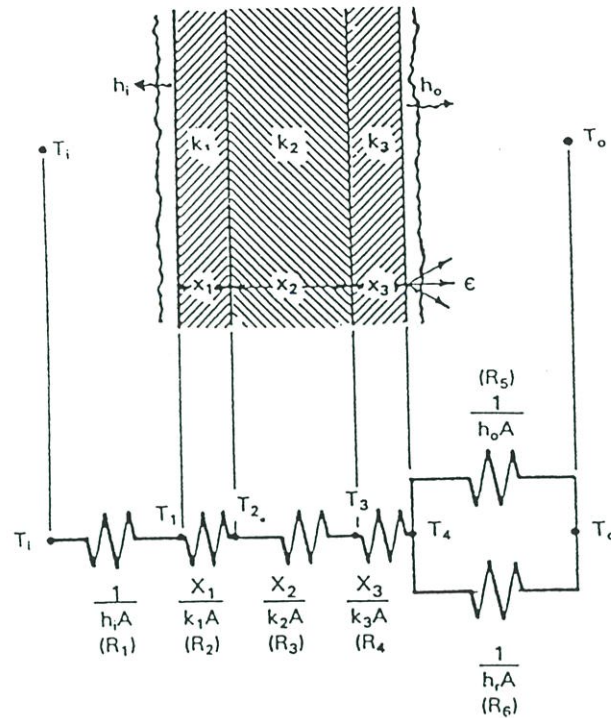 hᵢ
hₒ
Tᵢ
k₁ k₂ k₃
Tₒ
x₁ x₂ x₃
ϵ
(R₅)
1
hₒA
Tᵢ T₁ T₂ T₃ T₄
1 X₁ X₂ X₃
hᵢA k₁A k₂A k₃A
(R₁) (R₂) (R₃) (R₄
1
hᵣA
(R₆)